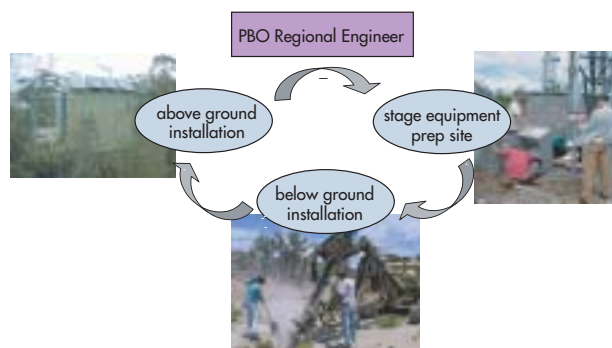 PBO Regional Engineer
above ground
installation
stage equipment
prep site
below ground
installation